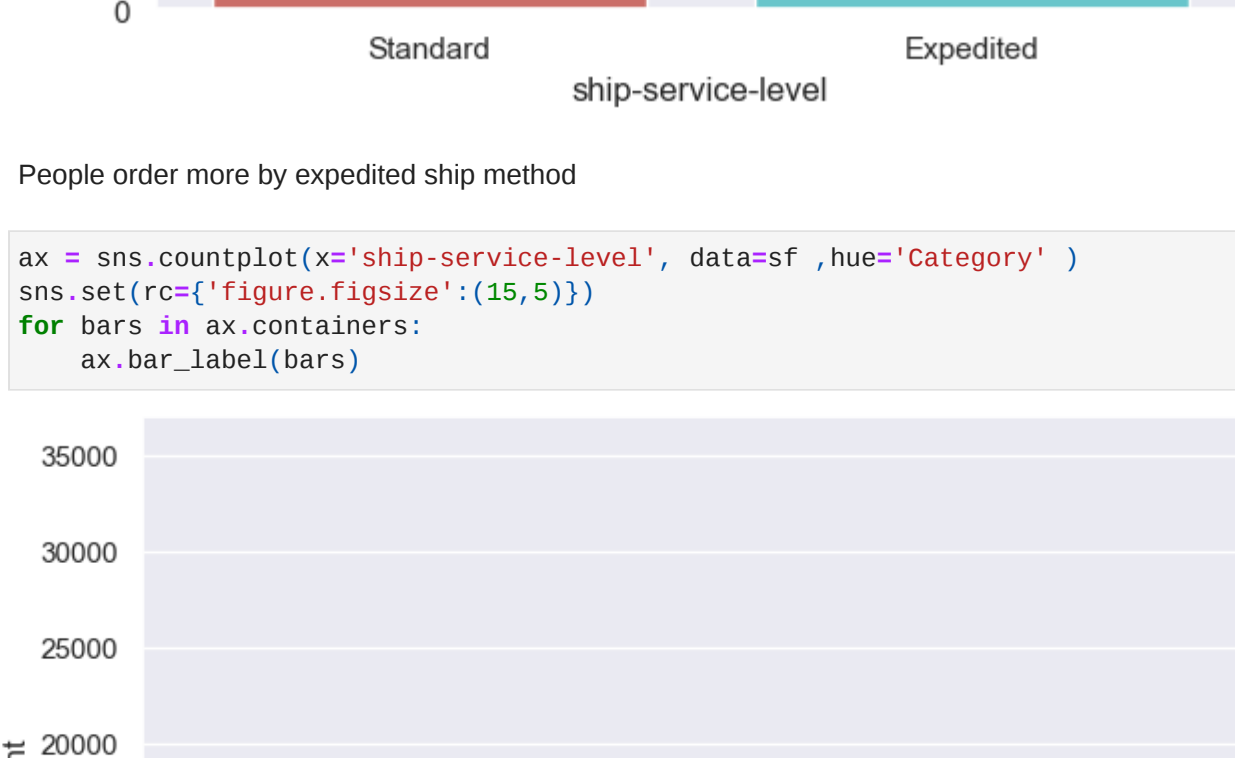 0
Standard Expedited
ship-service-level
People order more by expedited ship method
ax = sns.countplot(x='ship-service-level', data=sf ,hue='Category' )
sns.set(rc={'figure.figsize':(15,5)})
for bars in ax.containers:
    ax.bar_label(bars)
35000
30000
25000
20000